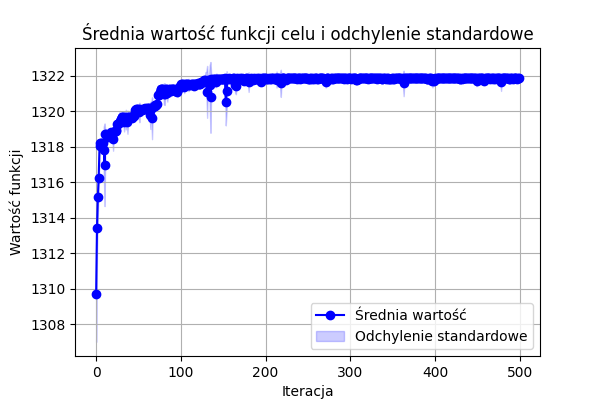 Średnia wartość funkcji celu i odchylenie standardowe
Wartość funkcji
1322
1320
1318
1316
1314
1312
1310
1308
0 100 200 300 400 500
Iteracja
Średnia wartość
Odchylenie standardowe